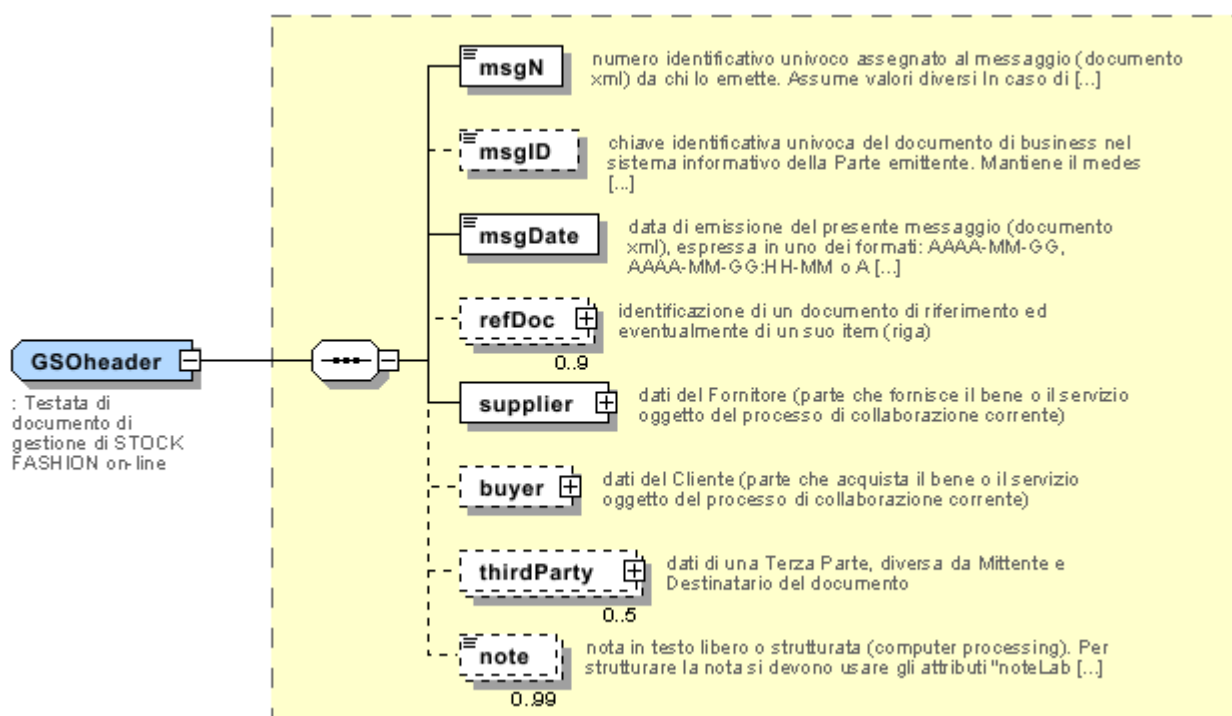 msgN
numero identificativo univoco assegnato al messaggio (documento
xml) da chi lo emette. Assume valori diversi In caso di [...]
msgID
chiave identificativa univoca del documento di business nel
sistema informativo della Parte emittente. Mantiene il medes
[...]
msgDate
data di emissione del presente messaggio (documento
xml), espressa in uno dei formati: AAAA-MM-GG,
AAAA-MM-GG:HH-MM o A [...]
refDoc
identificazione di un documento di riferimento ed
eventualmente di un suo item (riga)
0..9
GSOheader
: Testata di
documento di
gestione di STOCK
FASHION on-line
supplier
dati del Fornitore (parte che fornisce il bene o il servizio
oggetto del processo di collaborazione corrente)
buyer
dati del Cliente (parte che acquista il bene o il servizio
oggetto del processo di collaborazione corrente)
thirdParty
dati di una Terza Parte, diversa da Mittente e
Destinatario del documento
0..5
note
nota in testo libero o strutturata (computer processing). Per
strutturare la nota si devono usare gli attributi "noteLab [...]
0..99